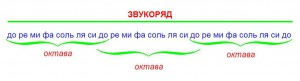 ЗВУКОРЯД
до ре ми фа соль ля си до ре ми фа соль ля си до ре ми фа соль ля си до
октава октава
октава